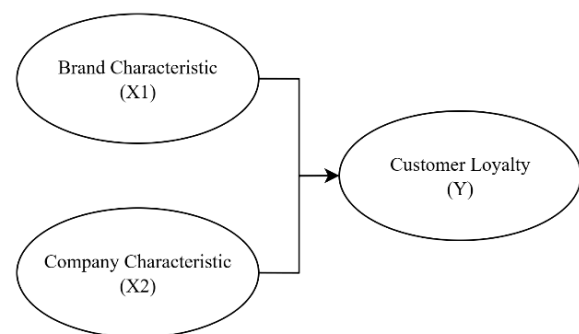 Brand Characteristic
(X1)
Customer Loyalty
(Y)
Company Characteristic
(X2)